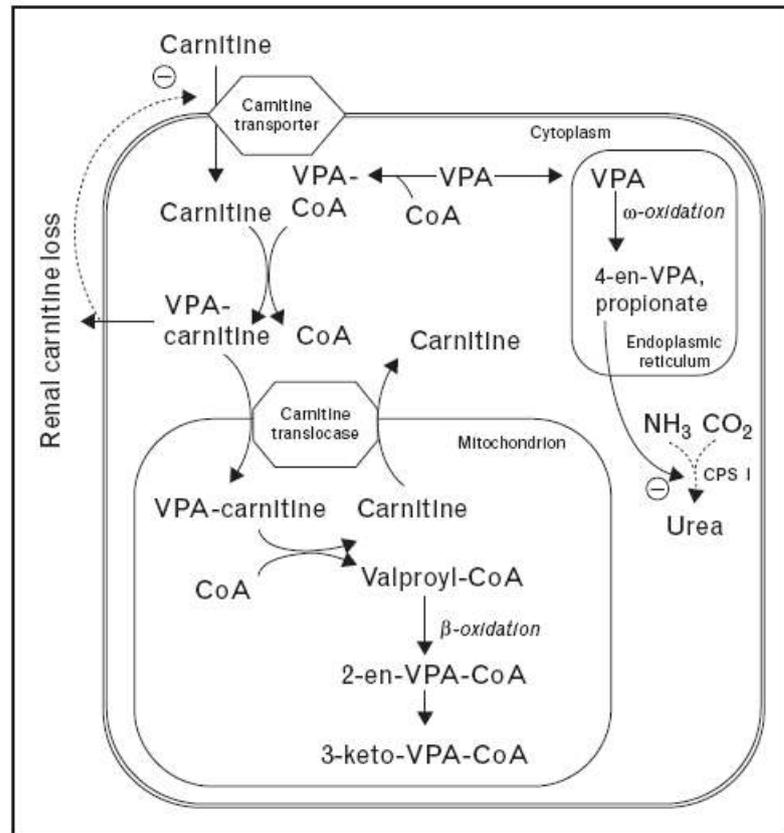 Carnitine
−
Carnitine
transporter
Cytoplasm
VPA-
CoA
VPA
CoA
VPA
ω-oxidation
4-en-VPA,
propionate
Endoplasmic
reticulum
Carnitine
VPA-
carnitine
CoA
Carnitine
Renal carnitine loss
Carnitine
translocase
Mitochondrion
NH₃ CO₂
CPS I
−
Urea
VPA-carnitine
Carnitine
CoA
Valproyl-CoA
β-oxidation
2-en-VPA-CoA
3-keto-VPA-CoA